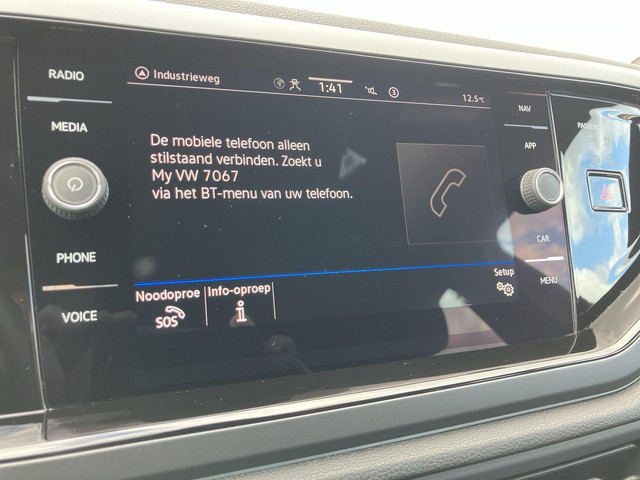 RADIO
MEDIA
PHONE
VOICE
Industrieweg
1:41
3
12.5°C
De mobiele telefoon alleen
stilstaand verbinden. Zoekt u
My VW 7067
via het BT-menu van uw telefoon.
Noodoproe
SOS
Info-oproep
i
Setup
NAV
APP
CAR
MENU